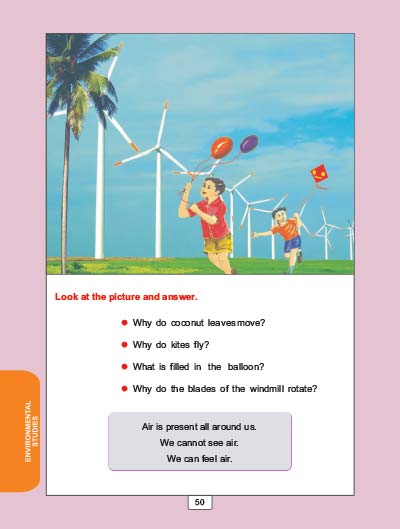 Look at the picture and answer.
● Why do coconut leavesmove?
● Why do kites fly?
● What is filled in the balloon?
● Why do the blades of the windmill rotate?
ENVIRONMENTAL
STUDIES
Air is present all around us.
We cannot see air.
We can feel air.
50